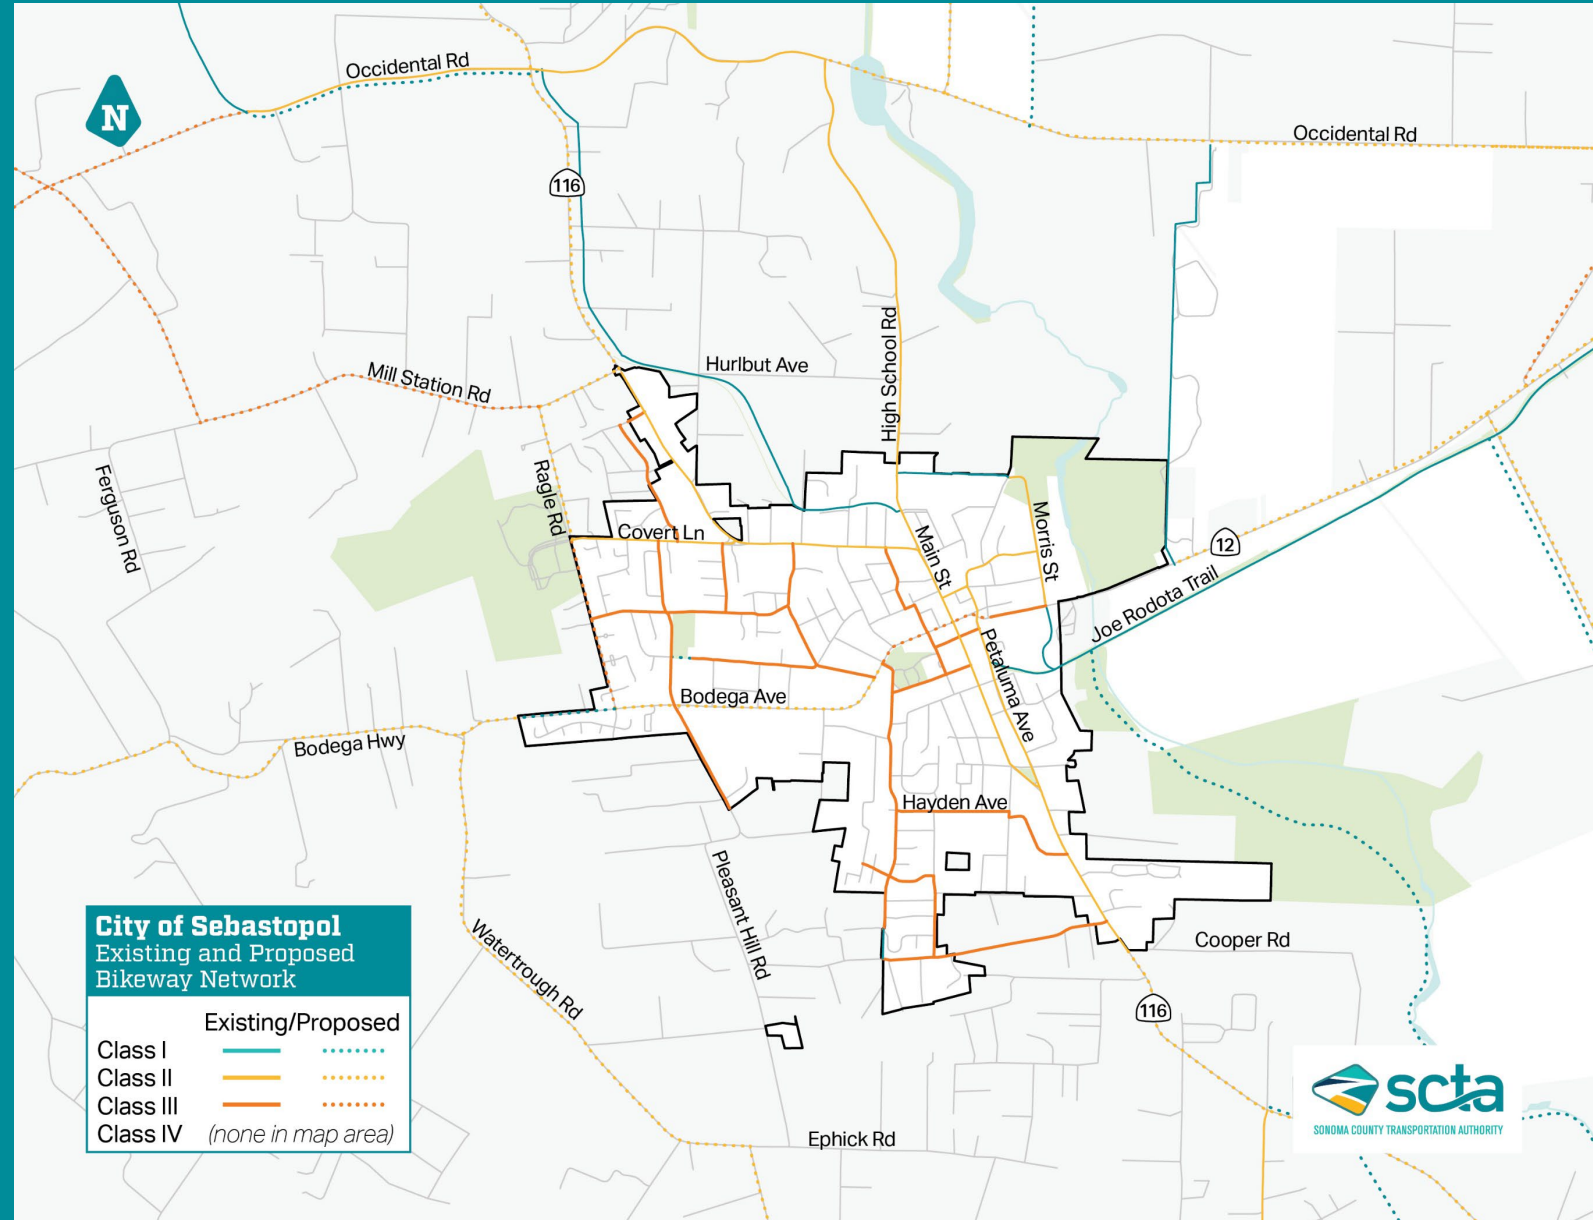 Occidental Rd
N
Occidental Rd
116
Hurlbut Ave
High School Rd
Mill Station Rd
Ferguson Rd
Ragle Rd
Covert Ln
Main St
Morris St
12
Joe Rodota Trail
Petaluma Ave
Bodega Ave
Bodega Hwy
Hayden Ave
Pleasant Hill Rd
Watertrough Rd
Cooper Rd
116
Ephick Rd
City of Sebastopol
Existing and Proposed
Bikeway Network
Existing/Proposed
Class I
Class II
Class III
Class IV (none in map area)
scta
SONOMA COUNTY TRANSPORTATION AUTHORITY